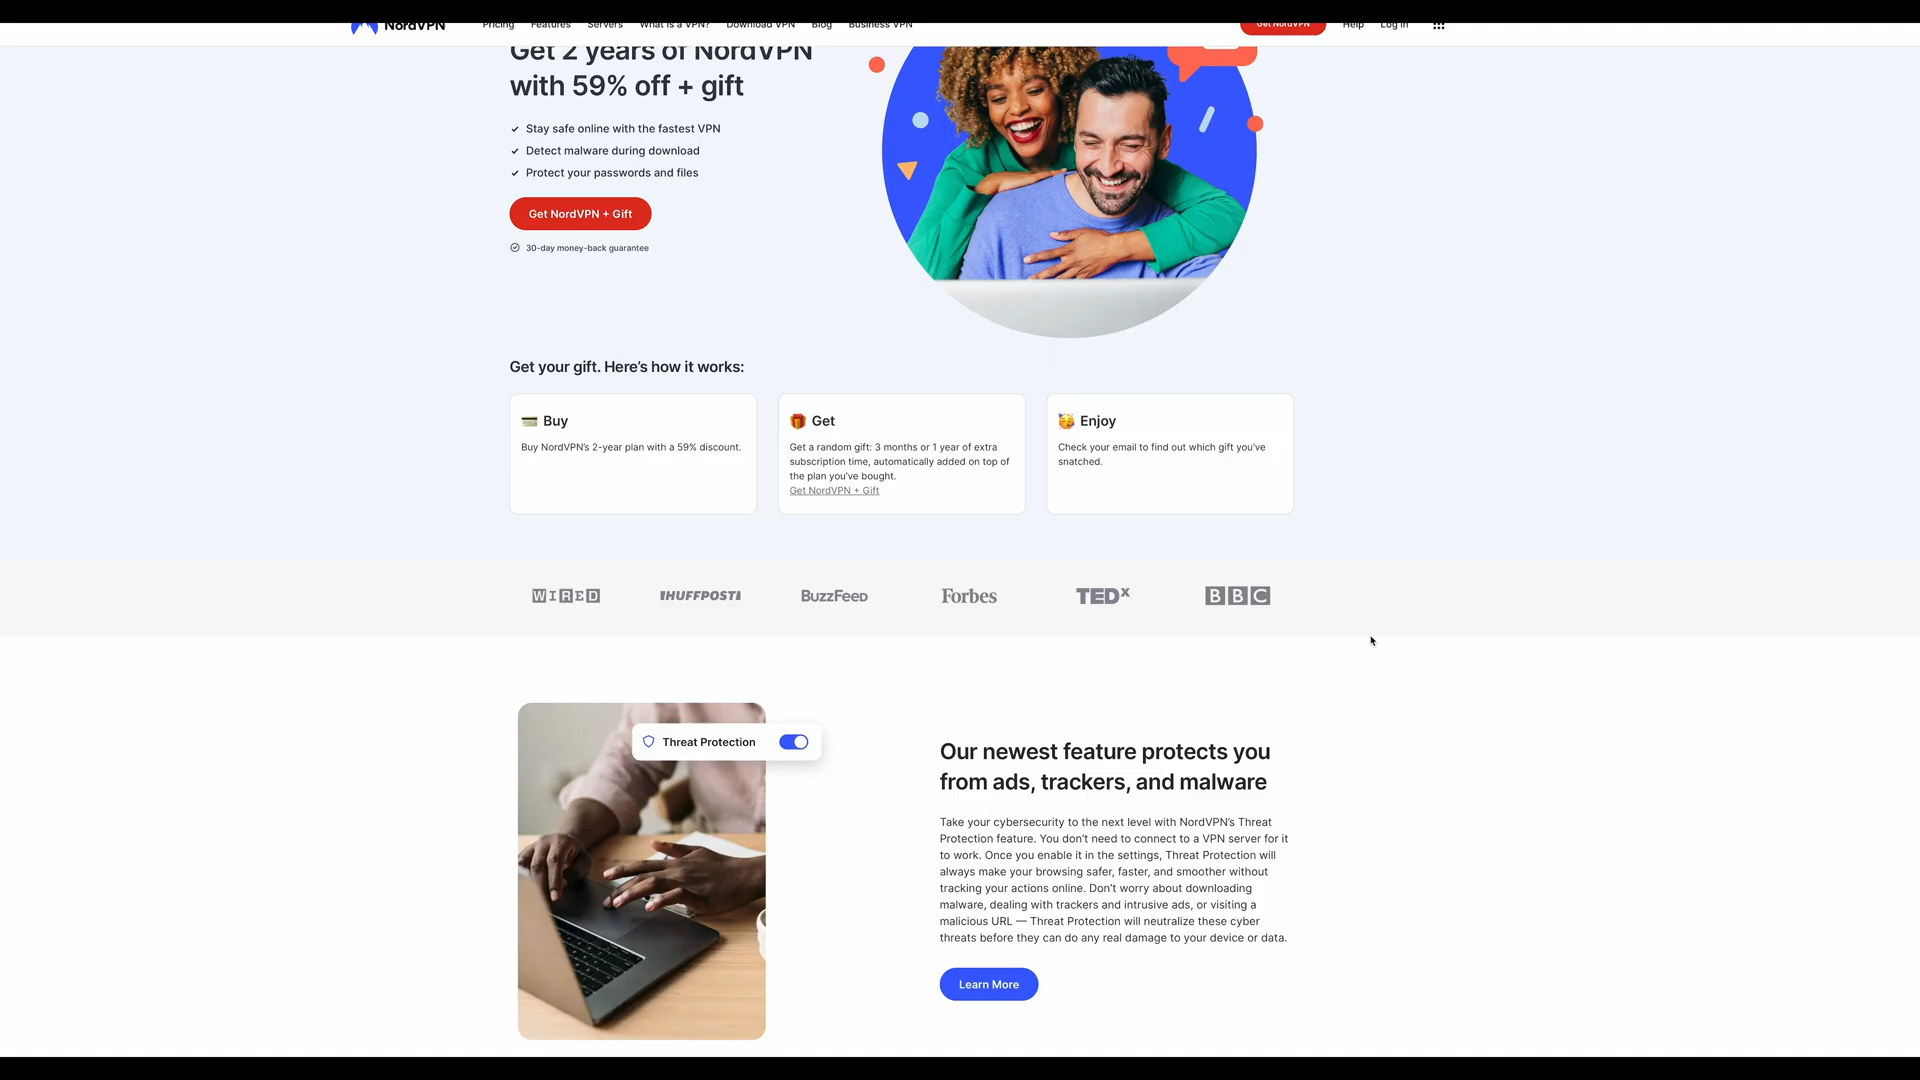 NordVPN
Pricing
Features
Servers
What is a VPN?
Download VPN
Blog
Business VPN
Get NordVPN
Help
Log in
Get 2 years of NordVPN
with 59% off + gift
Stay safe online with the fastest VPN
Detect malware during download
Protect your passwords and files
Get NordVPN + Gift
30-day money-back guarantee
Get your gift. Here’s how it works:
Buy
Buy NordVPN’s 2-year plan with a 59% discount.
Get
Get a random gift: 3 months or 1 year of extra
subscription time, automatically added on top of
the plan you’ve bought.
Get NordVPN + Gift
Enjoy
Check your email to find out which gift you’ve
snatched.
WIRED
HUFFPOST
BuzzFeed
Forbes
TEDx
BBC
Threat Protection
Our newest feature protects you
from ads, trackers, and malware
Take your cybersecurity to the next level with NordVPN’s Threat
Protection feature. You don’t need to connect to a VPN server for it
to work. Once you enable it in the settings, Threat Protection will
always make your browsing safer, faster, and smoother without
tracking your actions online. Don’t worry about downloading
malware, dealing with trackers and intrusive ads, or visiting a
malicious URL — Threat Protection will neutralize these cyber
threats before they can do any real damage to your device or data.
Learn More